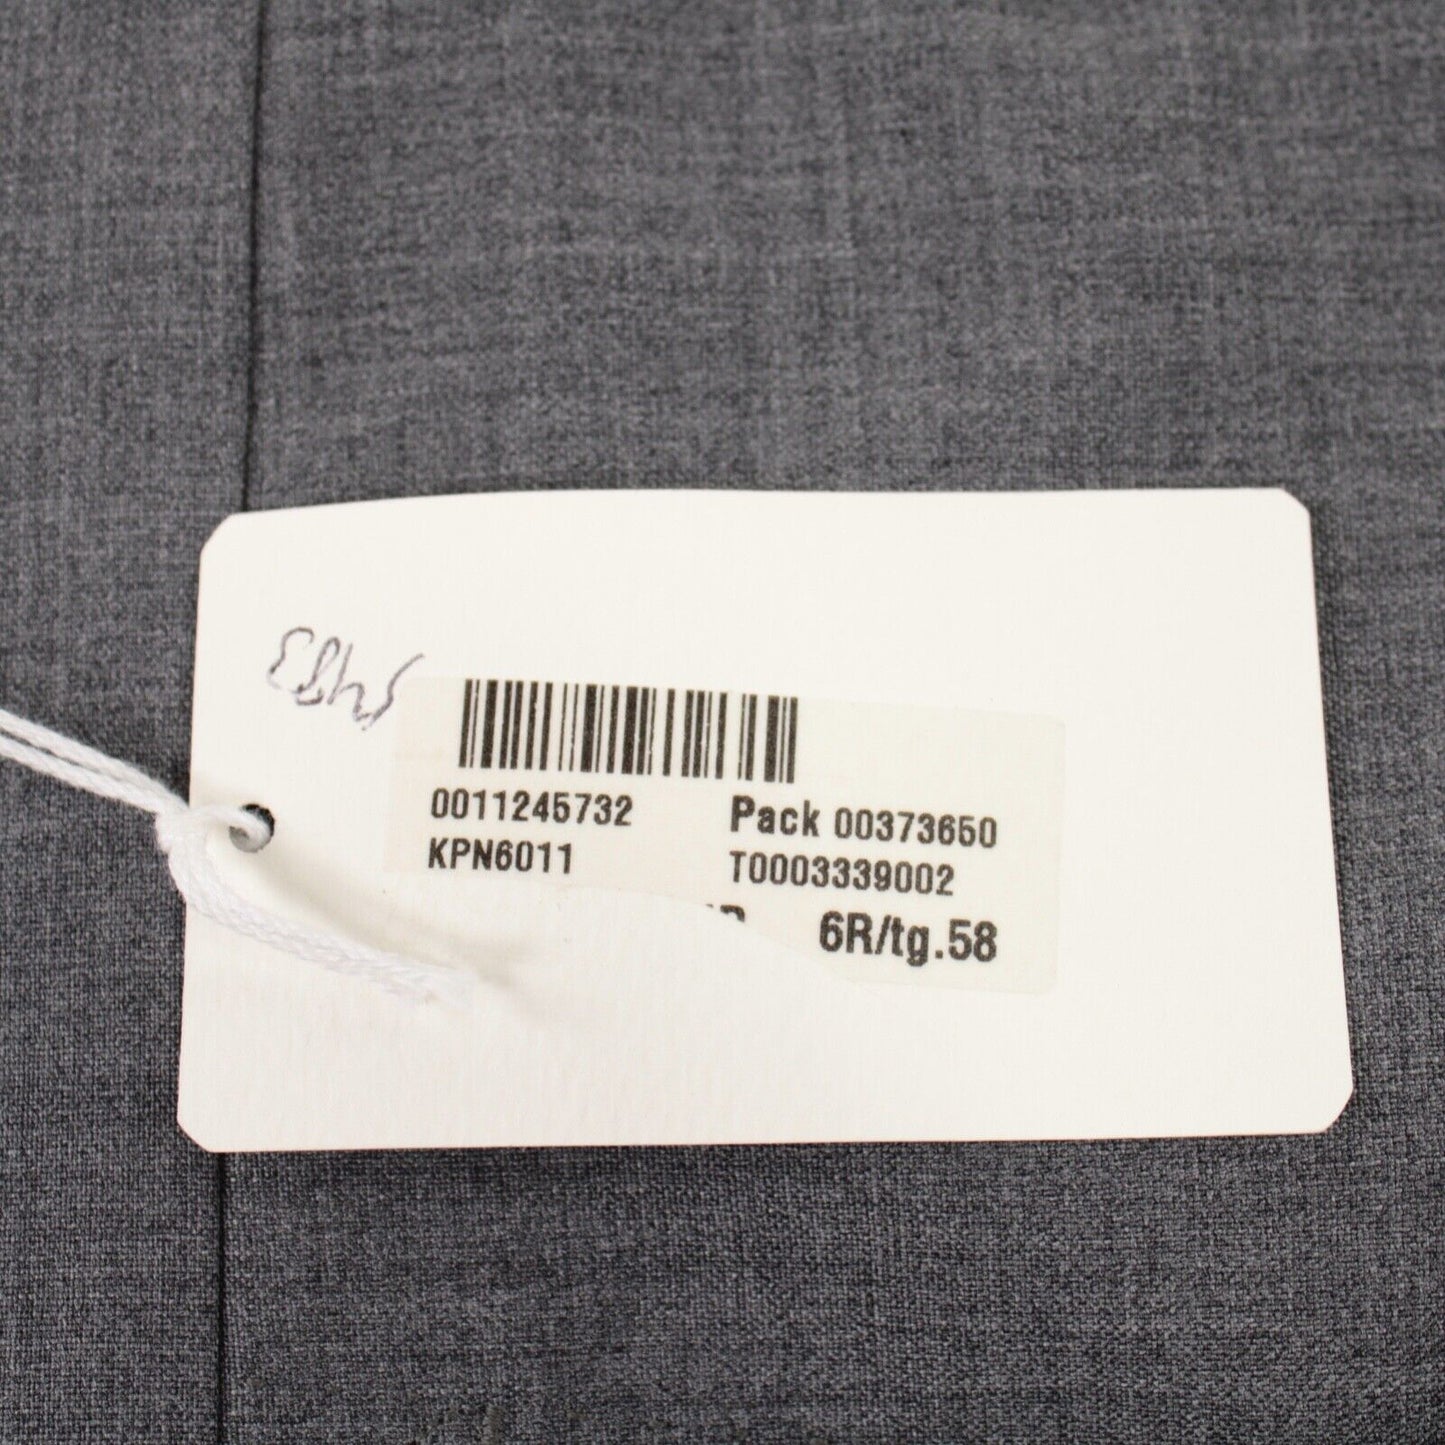 0011245732 Pack 00373650
KPN6011 T0003339002
6R/tg.58